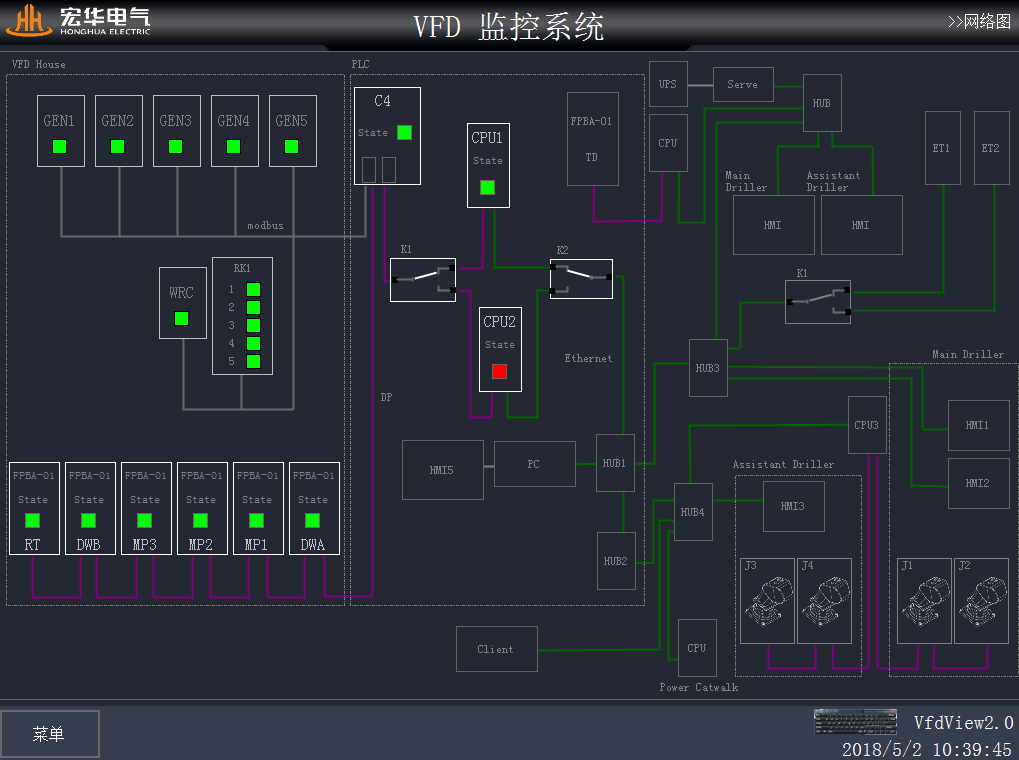 宏华电气
HONGHUA ELECTRIC
VFD 监控系统
>>网络图
VFD House
PLC
GEN1
GEN2
GEN3
GEN4
GEN5
modbus
WRC
RK1
1
2
3
4
5
FPBA-01
State
RT
FPBA-01
State
DWB
FPBA-01
State
MP3
FPBA-01
State
MP2
FPBA-01
State
MP1
FPBA-01
State
DWA
C4
State
CPU1
State
K1
K2
CPU2
State
Ethernet
DP
FPBA-01
TD
HMI5
PC
HUB1
HUB2
UPS
Serve
HUB
CPU
Main
Driller
Assistant
Driller
HMI
HMI
ET1
ET2
K1
HUB3
Main Driller
CPU3
HMI1
HMI2
Assistant Driller
HUB4
HMI3
J3
J4
J1
J2
Client
CPU
Power Catwalk
菜单
VfdView2.0
2018/5/2 10:39:45